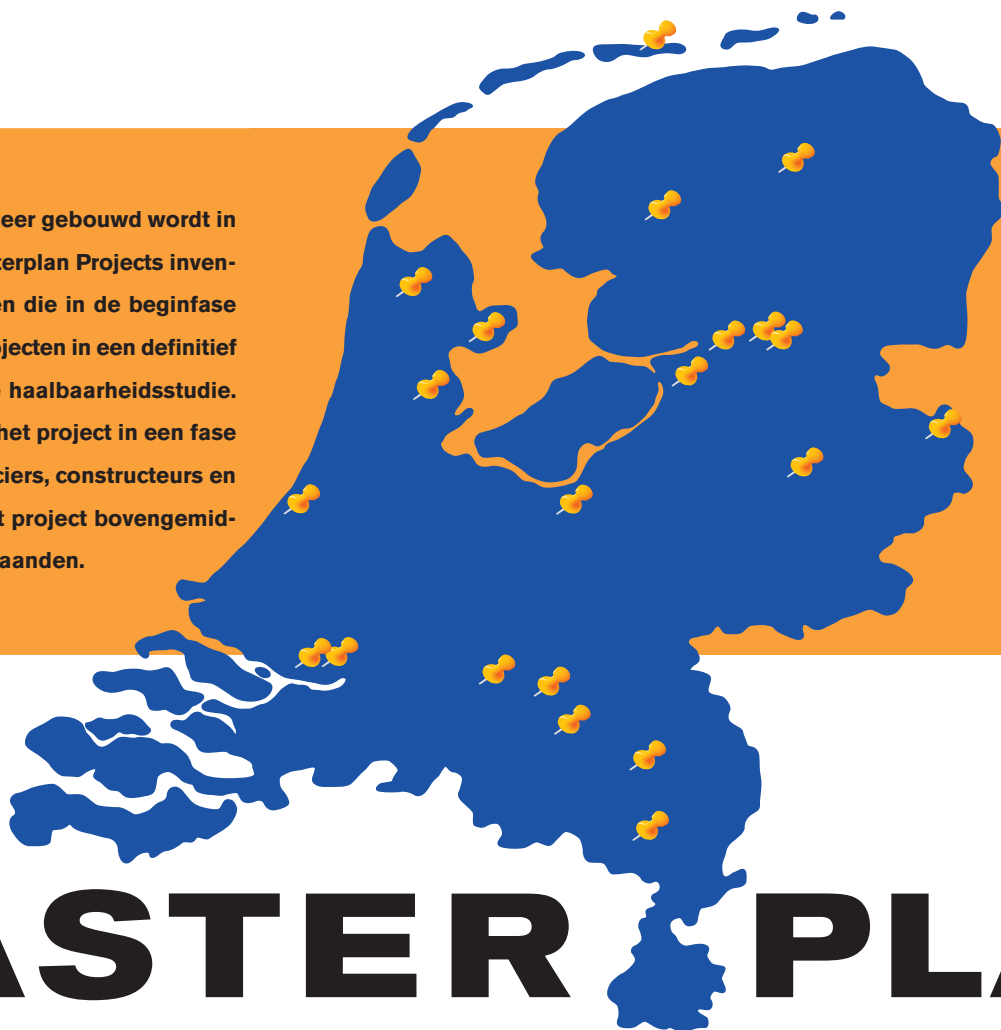 eer gebouwd wordt in
terplan Projects inven-
en die in de beginfase
ojecten in een definitief
haalbaarheidsstudie.
het project in een fase
ciers, constructeurs en
t project bovengemid-
aanden.
ASTER PLA